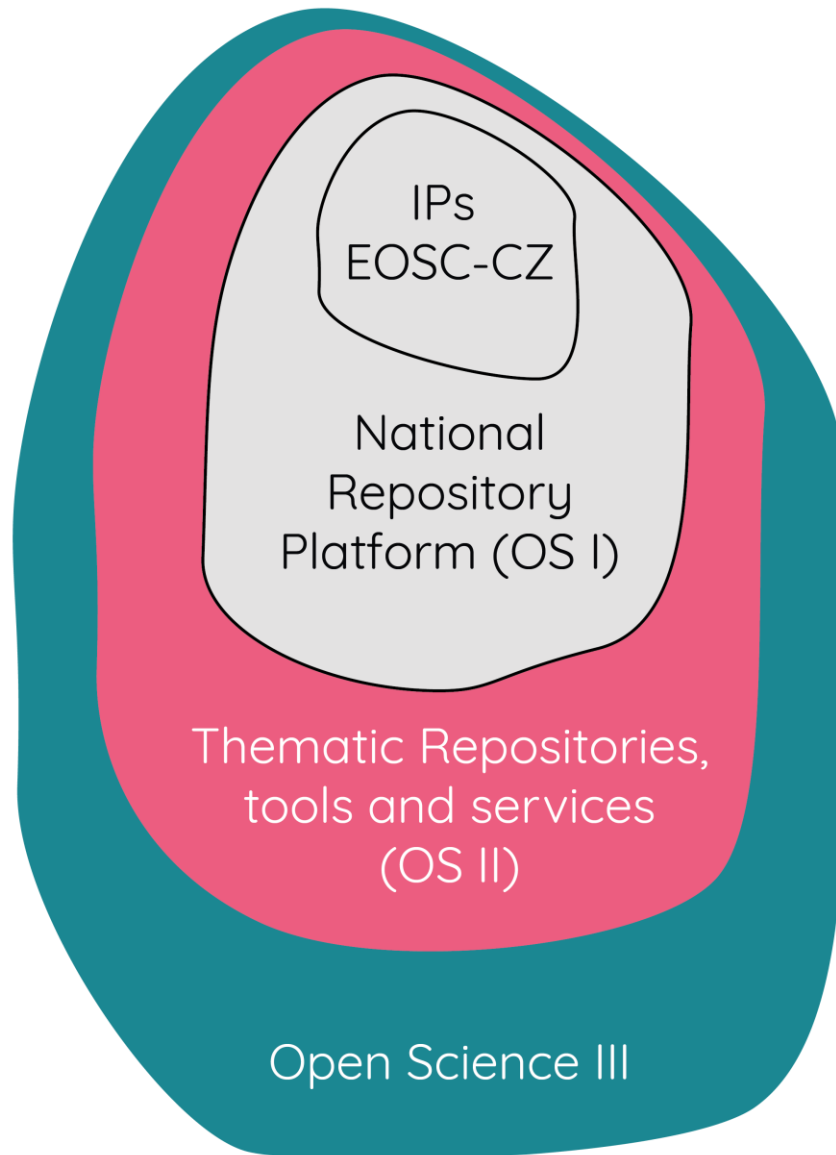 IPs
EOSC-CZ
National
Repository
Platform (OS I)
Thematic Repositories,
tools and services
(OS II)
Open Science III